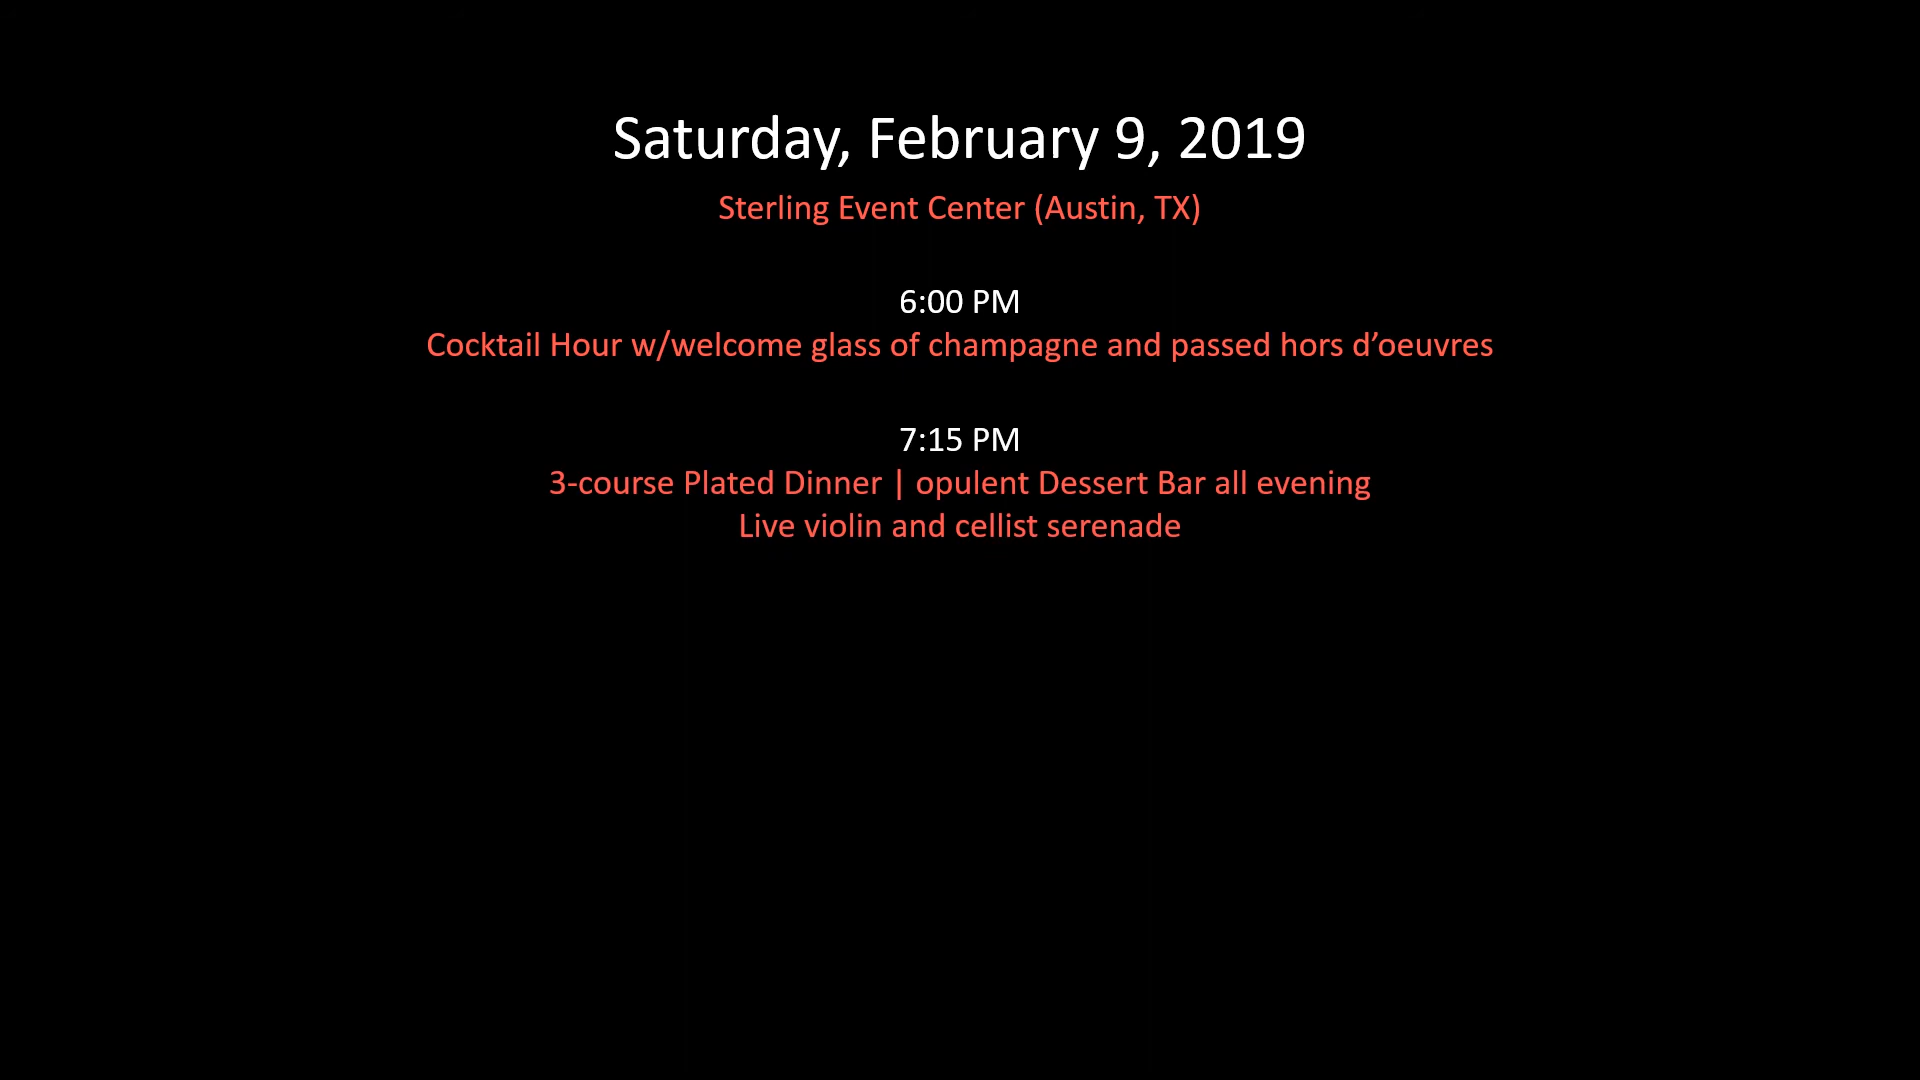 Saturday, February 9, 2019
Sterling Event Center (Austin, TX)
6:00 PM
Cocktail Hour w/welcome glass of champagne and passed hors d’oeuvres
7:15 PM
3-course Plated Dinner | opulent Dessert Bar all evening
Live violin and cellist serenade